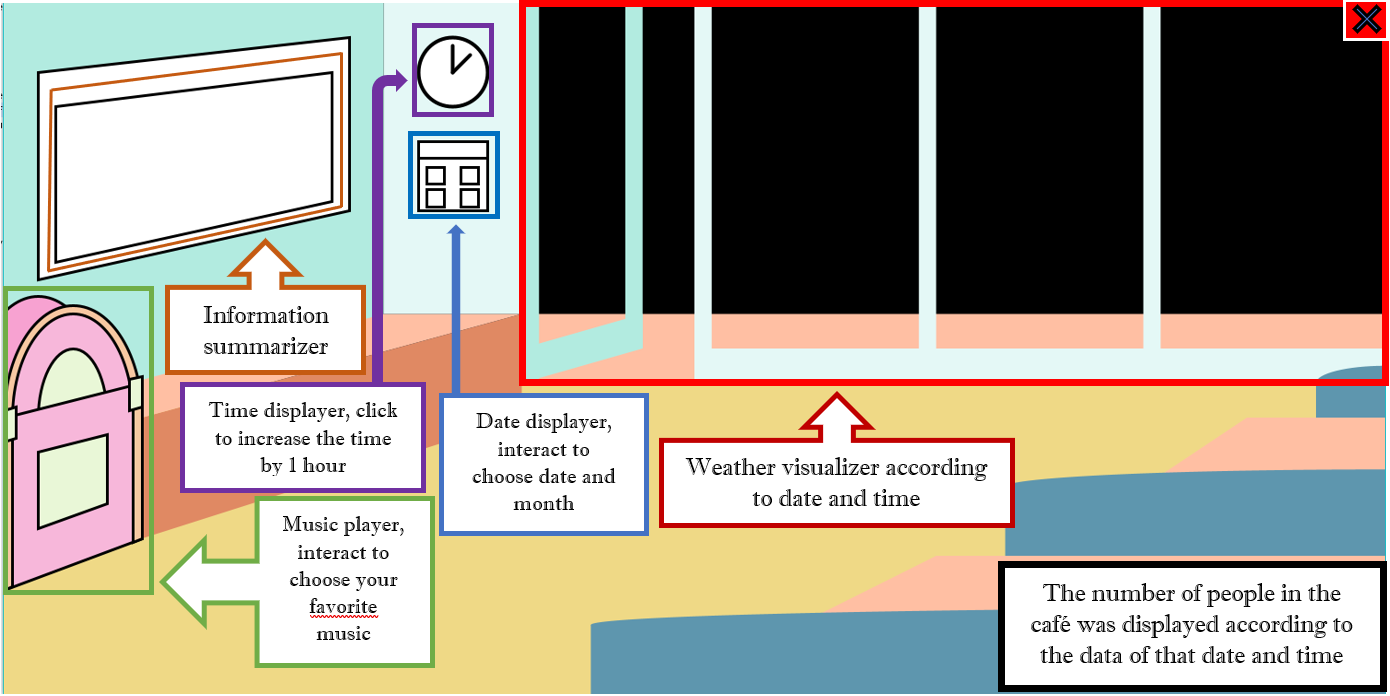 Information
summarizer
Time displayer, click
to increase the time
by 1 hour
Date displayer,
interact to
choose date and
month
Weather visualizer according
to date and time
Music player,
interact to
choose your
favorite
music
The number of people in the
café was displayed according to
the data of that date and time